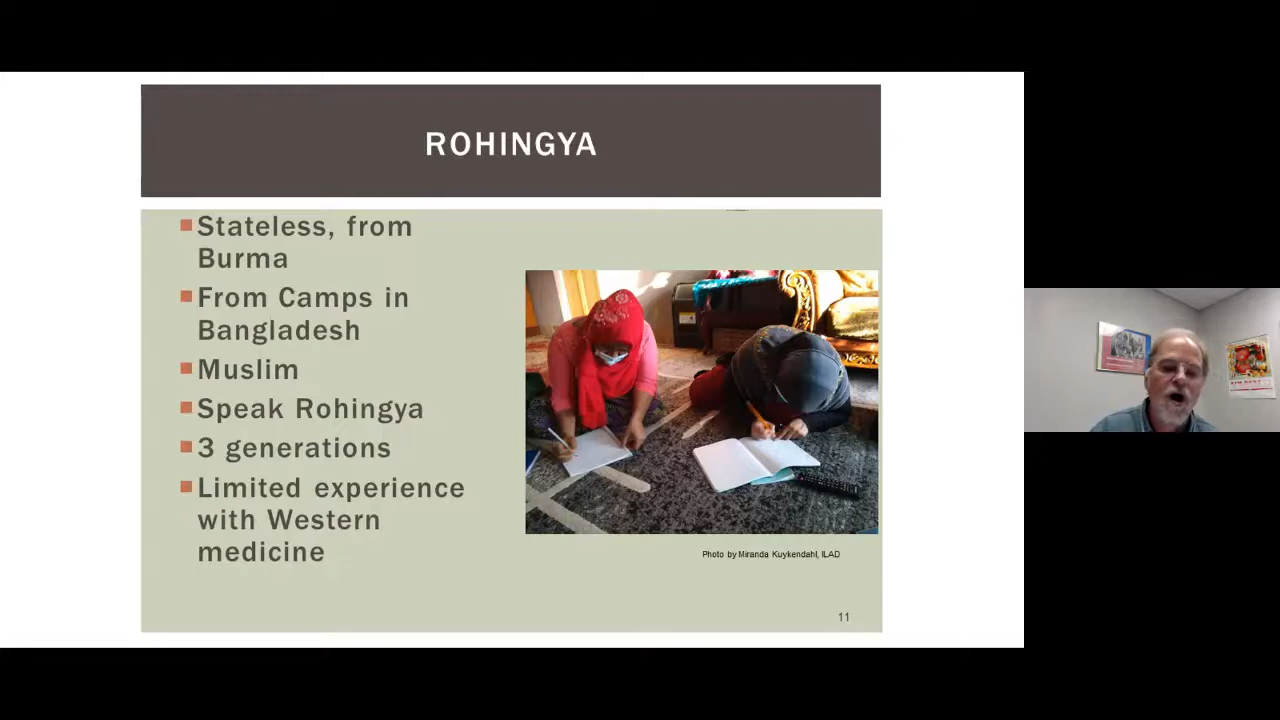 ROHINGYA
Stateless, from
Burma
From Camps in
Bangladesh
Muslim
Speak Rohingya
3 generations
Limited experience
with Western
medicine
Photo by Miranda Kuykendahl, ILAD
11